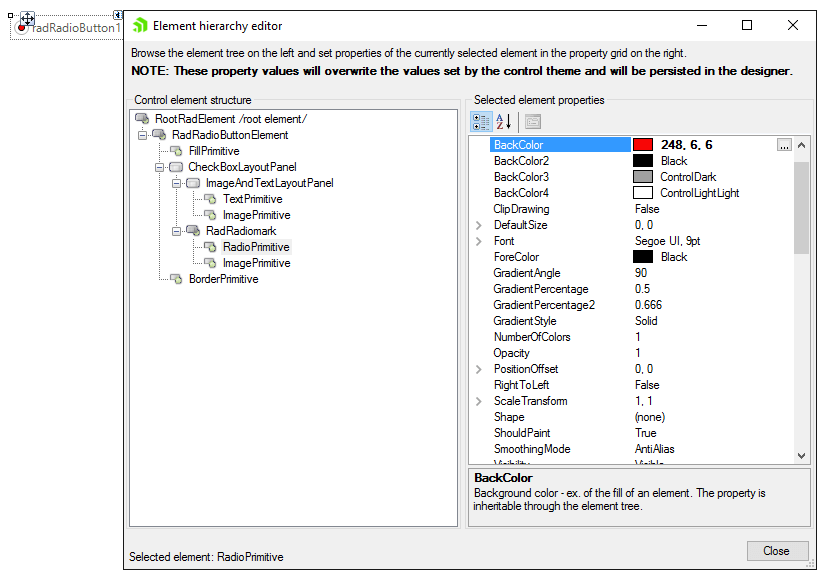 radRadioButton1
Element hierarchy editor
Browse the element tree on the left and set properties of the currently selected element in the property grid on the right.
NOTE: These property values will overwrite the values set by the control theme and will be persisted in the designer.
Control element structure
RootRadElement /root element/
RadRadioButtonElement
FillPrimitive
CheckBoxLayoutPanel
ImageAndTextLayoutPanel
TextPrimitive
ImagePrimitive
RadRadiomark
RadioPrimitive
ImagePrimitive
BorderPrimitive
Selected element: RadioPrimitive
Selected element properties
BackColor 248, 6, 6 ...
BackColor2 Black
BackColor3 ControlDark
BackColor4 ControlLightLight
ClipDrawing False
DefaultSize 0, 0
Font Segoe UI, 9pt
ForeColor Black
GradientAngle 90
GradientPercentage 0.5
GradientPercentage2 0.666
GradientStyle Solid
NumberOfColors 1
Opacity 1
PositionOffset 0, 0
RightToLeft False
ScaleTransform 1, 1
Shape (none)
ShouldPaint True
SmoothingMode AntiAlias
Visibility Visible
BackColor
Background color - ex. of the fill of an element. The property is
inheritable through the element tree.
Close